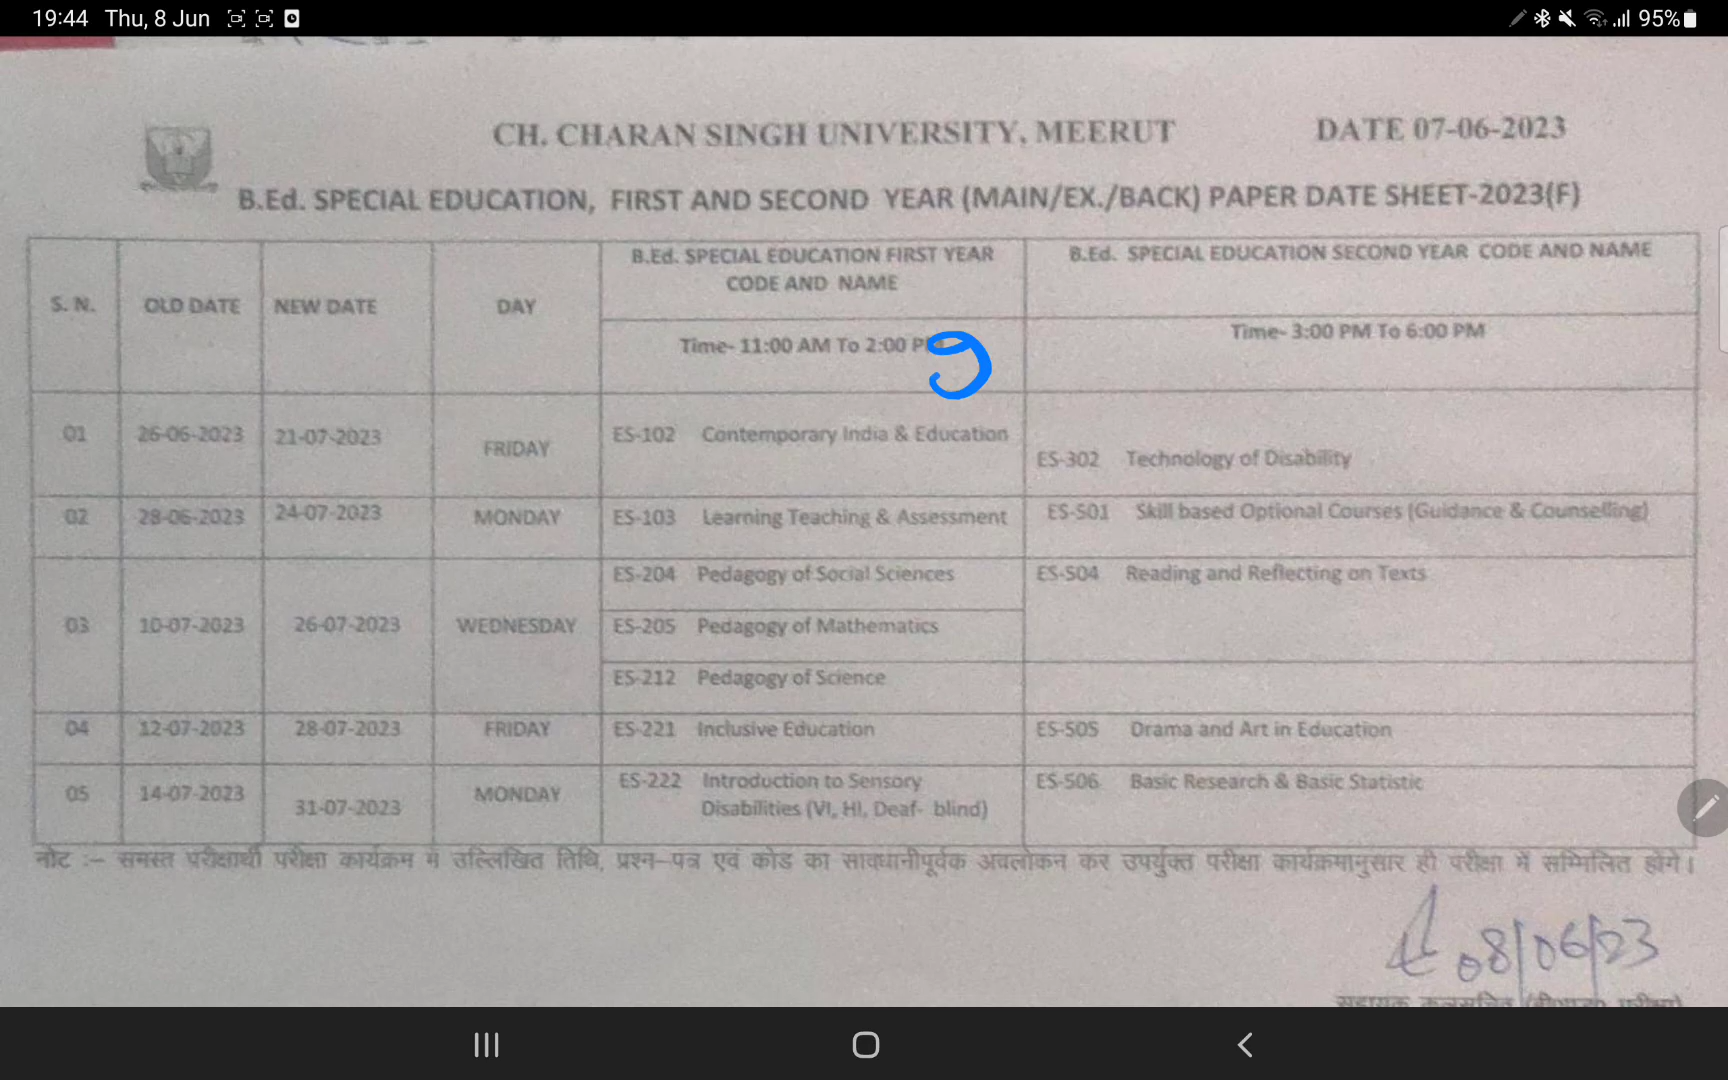 19:44 Thu, 8 Jun 95%
CH. CHARAN SINGH UNIVERSITY, MEERUT DATE 07-06-2023
B.Ed. SPECIAL EDUCATION, FIRST AND SECOND YEAR (MAIN/EX./BACK) PAPER DATE SHEET-2023(F)
S. N. OLD DATE NEW DATE DAY B.Ed. SPECIAL EDUCATION FIRST YEAR CODE AND NAME B.Ed. SPECIAL EDUCATION SECOND YEAR CODE AND NAME
Time- 11:00 AM To 2:00 Time- 3:00 PM To 6:00 PM
01 26-06-2023 21-07-2023 FRIDAY ES-102 Contemporary India & Education ES-302 Technology of Disability
02 28-06-2023 24-07-2023 MONDAY ES-103 Learning Teaching & Assessment ES-501 Skill based Optional Courses (Guidance & Counselling)
ES-204 Pedagogy of Social Sciences ES-504 Reading and Reflecting on Texts
03 10-07-2023 26-07-2023 WEDNESDAY ES-205 Pedagogy of Mathematics
ES-212 Pedagogy of Science
04 12-07-2023 28-07-2023 FRIDAY ES-221 Inclusive Education ES-505 Drama and Art in Education
05 14-07-2023 31-07-2023 MONDAY ES-222 Introduction to Sensory ES-506 Basic Research & Basic Statistic
Disabilities (VI, HI, Deaf- blind)
नोट :- समस्त परीक्षार्थी परीक्षा कार्यक्रम में उल्लिखित तिथि, प्रश्न-पत्र एवं कोड का सावधानीपूर्वक अवलोकन कर उपर्युक्त परीक्षा कार्यक्रमानुसार ही परीक्षा में सम्मिलित होंगे।
08/06/23